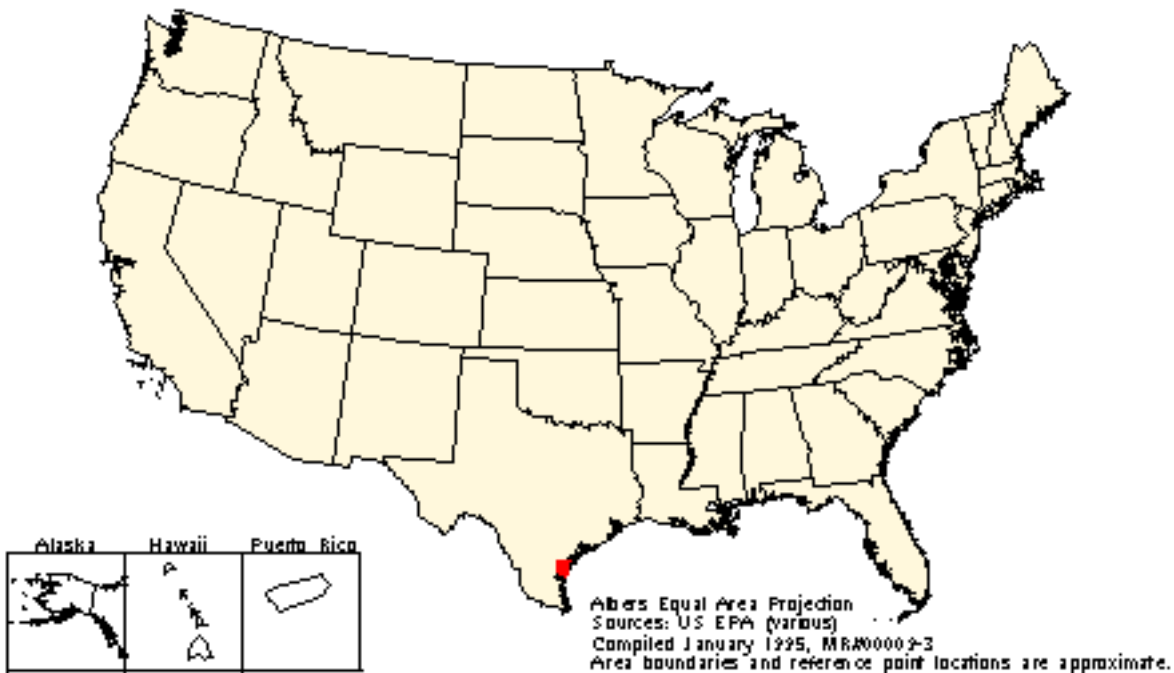 Alaska Hawaii Puerto Rico
Albers Equal Area Projection
Sources: US EPA (various)
Compiled January 1995, MR#00009-3
Area boundaries and reference point locations are approximate.